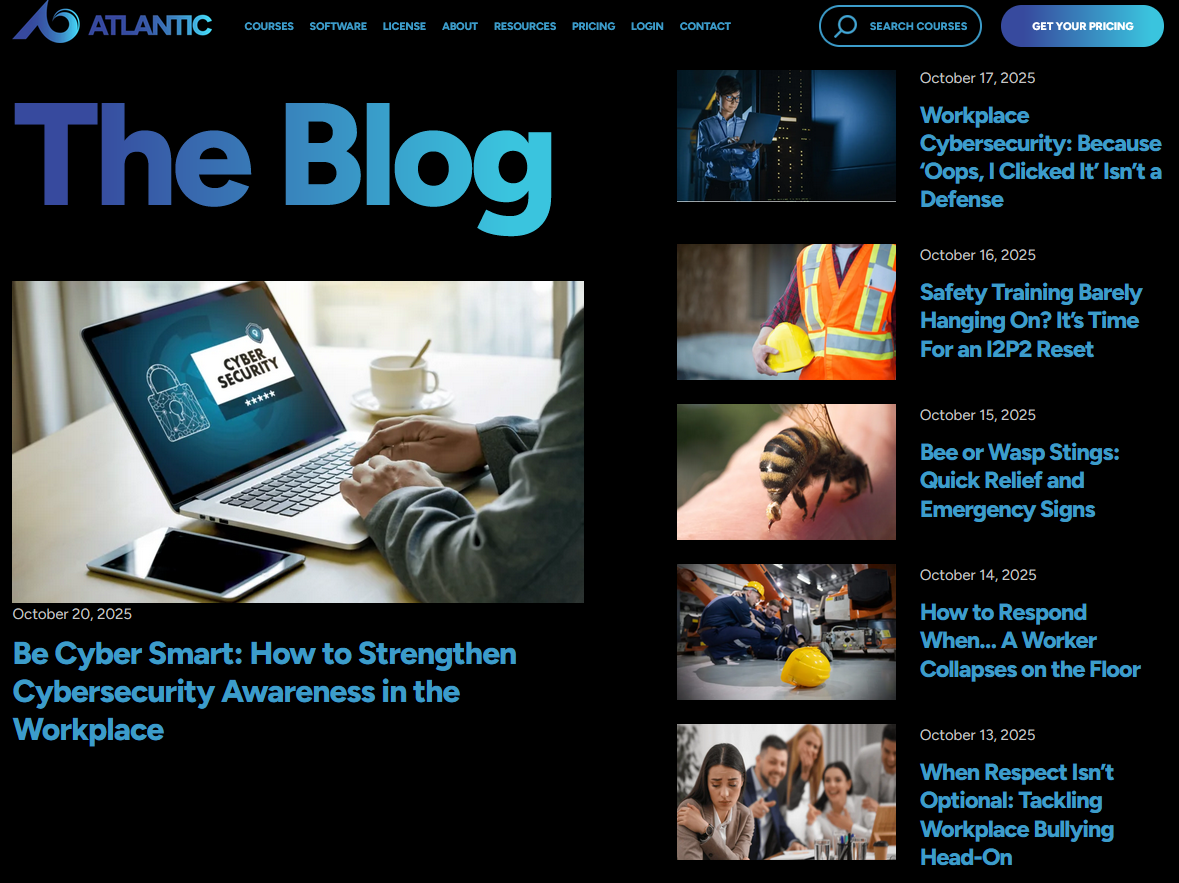 ATLANTIC
COURSES SOFTWARE LICENSE ABOUT RESOURCES PRICING LOGIN CONTACT
SEARCH COURSES
GET YOUR PRICING
The Blog
CYBER
SECURITY
October 20, 2025
Be Cyber Smart: How to Strengthen
Cybersecurity Awareness in the
Workplace
October 17, 2025
Workplace
Cybersecurity: Because
‘Oops, I Clicked It’ Isn’t a
Defense
October 16, 2025
Safety Training Barely
Hanging On? It’s Time
For an I2P2 Reset
October 15, 2025
Bee or Wasp Stings:
Quick Relief and
Emergency Signs
October 14, 2025
How to Respond
When... A Worker
Collapses on the Floor
October 13, 2025
When Respect Isn’t
Optional: Tackling
Workplace Bullying
Head-On